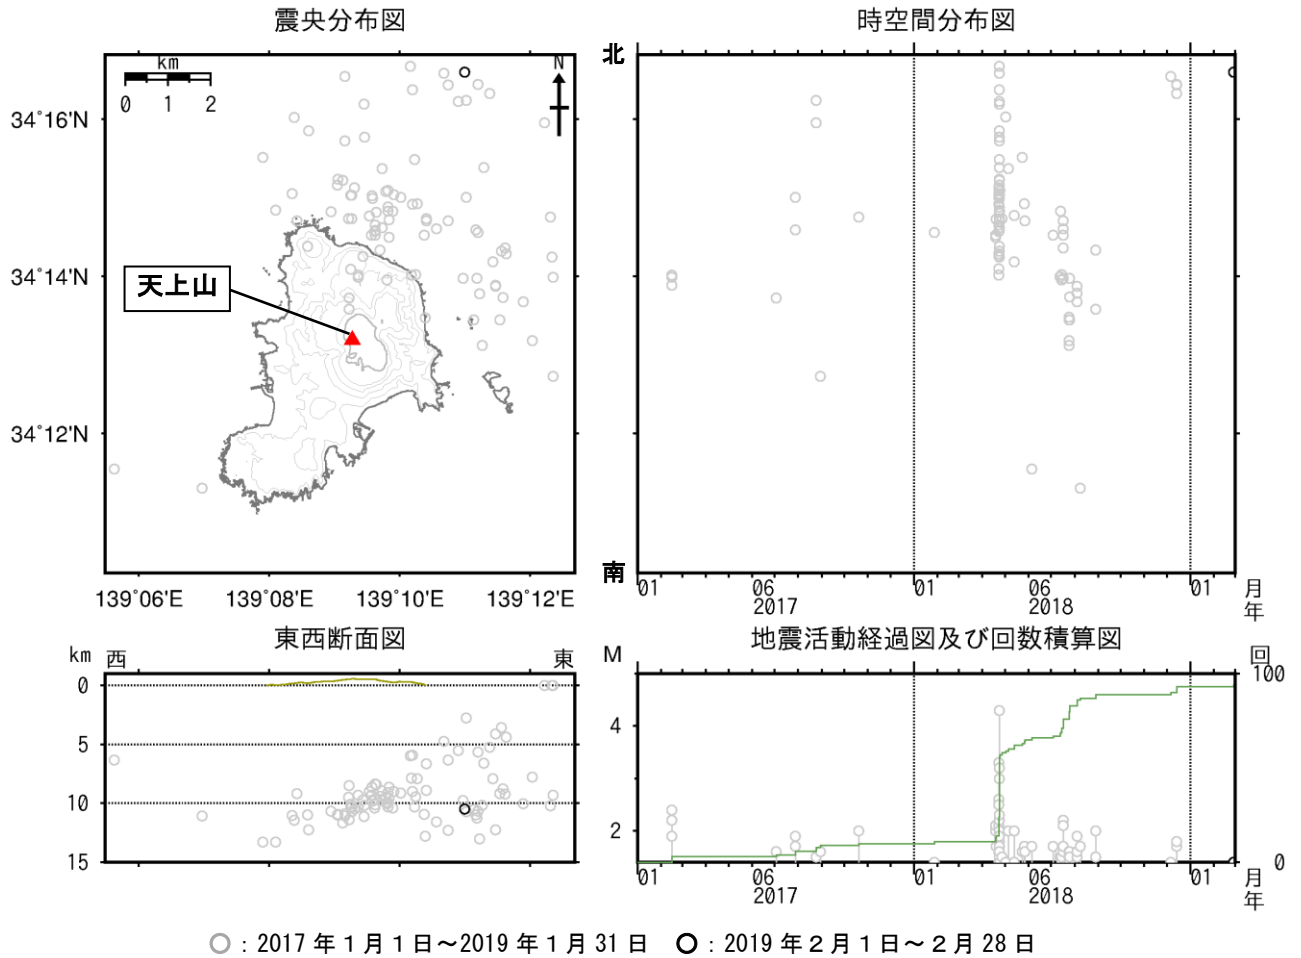 震央分布図
時空間分布図
km
0 1 2
N
34°16'N
34°14'N
34°12'N
天上山
139°06'E 139°08'E 139°10'E 139°12'E
北
南
01 06 01 06 01 月
2017 2018 年
東西断面図
地震活動経過図及び回数積算図
km 西 東
0
5
10
15
M 回
4
2
100
0
01 06 01 06 01 月
2017 2018 年
○ : 2017 年 1 月 1 日～2019 年 1 月 31 日 ○ : 2019 年 2 月 1 日～ 2 月 28 日